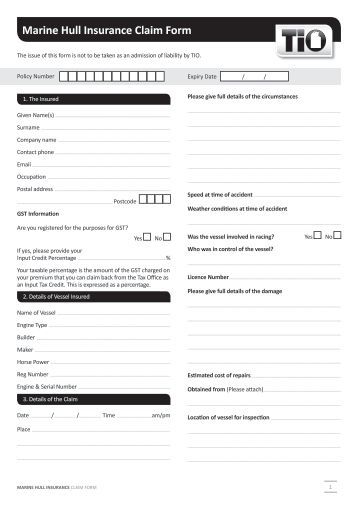 Marine Hull Insurance Claim Form
TiO
The issue of this form is not to be taken as an admission of liability by TIO.
Policy Number
Expiry Date / /
1. The Insured
Given Name(s)
Surname
Company name
Contact phone
Email
Occupation
Postal address
Postcode
GST Information
Are you registered for the purposes for GST?
Yes No
If yes, please provide your
Input Credit Percentage %
Your taxable percentage is the amount of the GST charged on
your premium that you can claim back from the Tax Office as
an Input Tax Credit. This is expressed as a percentage.
2. Details of Vessel Insured
Name of Vessel
Engine Type
Builder
Maker
Horse Power
Reg Number
Engine & Serial Number
3. Details of the Claim
Date / / Time am/pm
Place
Please give full details of the circumstances
Speed at time of accident
Weather conditions at time of accident
Was the vessel involved in racing? Yes No
Who was in control of the vessel?
Licence Number
Please give full details of the damage
Estimated cost of repairs
Obtained from (Please attach)
Location of vessel for inspection
MARINE HULL INSURANCE CLAIM FORM
1